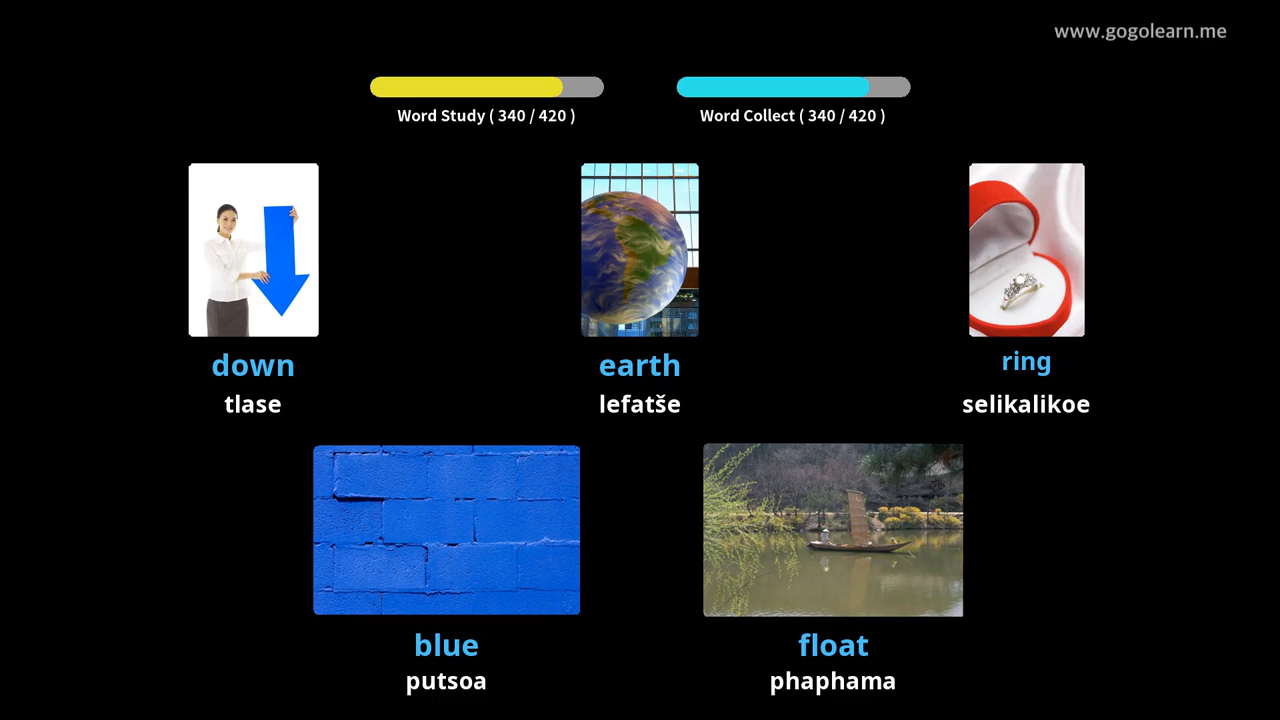 www.gogolearn.me
Word Study ( 340 / 420 )
Word Collect ( 340 / 420 )
down
tlase
earth
lefatše
ring
selikalikoe
blue
putsoa
float
phaphama